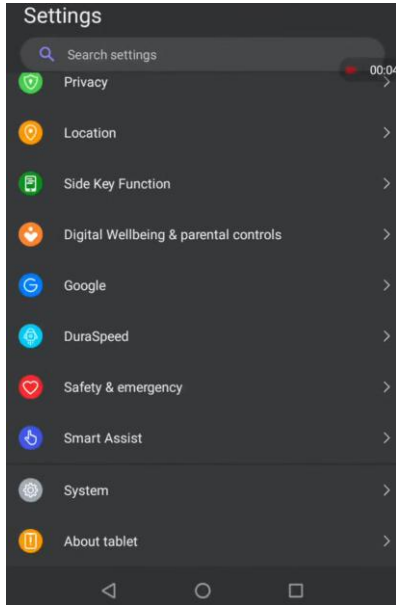 Settings
Search settings
00:04
Privacy
Location
Side Key Function
Digital Wellbeing & parental controls
Google
DuraSpeed
Safety & emergency
Smart Assist
System
About tablet